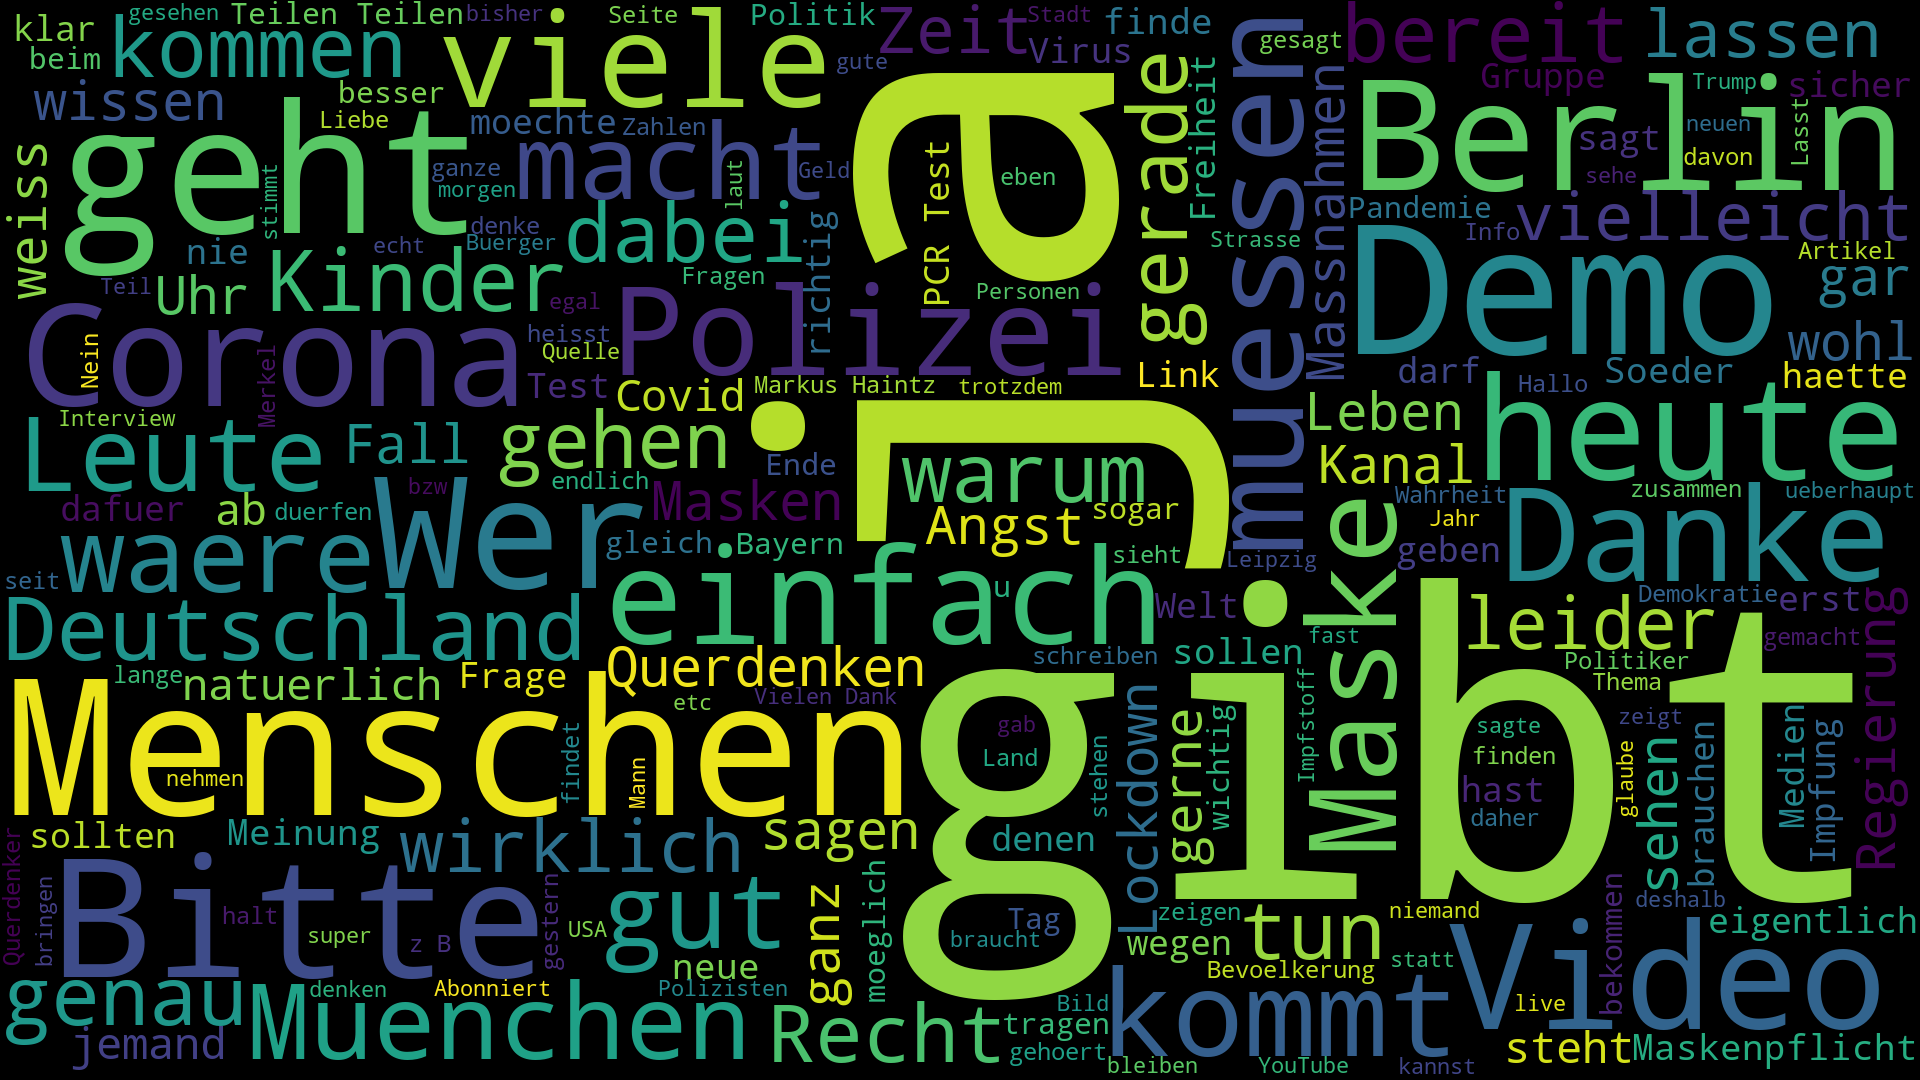 klar
gesehen
Teilen Teilen
bisher
Seite
Politik
Zeit
Stadt
finde
gesagt
bereit
lassen
beim
kommen
viele
gute
Virus
Gruppe
Trump
sicher
wissen
besser
Liebe
moechte
Zahlen
Freiheit
Berlin
Lasst
weiss
geht
stimmt
ganze
morgen
macht
laut
Geld
PCR Test
eben
gerade
muessen
Massnahmen
sagt
neuen
davon
sehe
nie
echt
denke
Buerger
dabei
Fragen
richtig
Ja
Strasse
Pandemie
Info
vielleicht
Artikel
gar
Teil
Uhr
Kinder
egal
Personen
Demo
Corona
Nein
Merkel
heisst
Quelle
Polizei
wohl
Interview
Test
Covid
Markus Haintz
trotzdem
Link
darf
Hallo
Soeder
haette
Leute
Fall
gehen
Ende
warum
Leben
Kanal
heute
dafuer
ab
duerfen
bzw
endlich
Masken
Angst
sogar
Wahrheit
Jahr
zusammen
ueberhaupt
seit
waere
Wer
gleich
Bayern
sieht
Leipzig
geben
Danke
Deutschland
einfach
u
Welt
Maske
Demokratie
erst
Regierung
lange
natuerlich
Frage
Querdenken
schreiben
sollen
fast
leider
gemacht
Politiker
Thema
Menschen
nehmen
findet
Mann
etc
Vielen Dank
gab
Land
stehen
Lockdown
gerne
wichtig
Impfstoff
gibt
sagte
finden
hast
daher
zeigt
glaube
sehen
brauchen
Medien
Impfung
sollten
Meinung
wirklich
sagen
denen
Querdenker
bringen
Bitte
halt
super
z B
gestern
USA
gut
neue
ganz
moeglich
Tag
braucht
zeigen
wegen
tun
niemand
Bevoelkerung
statt
bekommen
deshalb
eigentlich
genau
jemand
denken
Muenchen
Abonniert
Polizisten
Recht
Bild
tragen
gehoert
bleiben
kommt
YouTube
kannst
Video
live
steht
Maskenpflicht